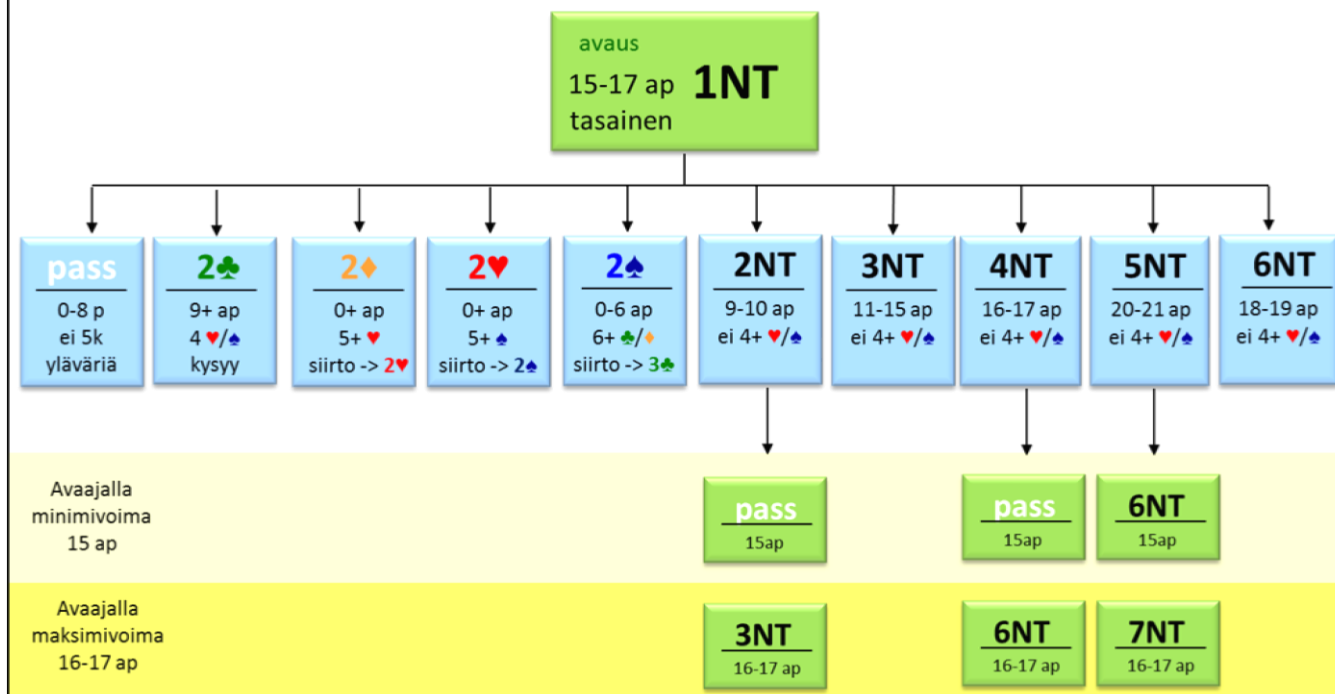 avaus
15-17 ap 1NT
tasainen
pass
0-8 p
ei 5k
yläväriä
2♣
9+ ap
4 ♥/♠
kysyy
2♦
0+ ap
5+ ♥
siirto -> 2♥
2♥
0+ ap
5+ ♠
siirto -> 2♠
2♠
0-6 ap
6+ ♣/♦
siirto -> 3♣
2NT
9-10 ap
ei 4+ ♥/♠
3NT
11-15 ap
ei 4+ ♥/♠
4NT
16-17 ap
ei 4+ ♥/♠
5NT
20-21 ap
ei 4+ ♥/♠
6NT
18-19 ap
ei 4+ ♥/♠
Avaajalla
minimivoima
15 ap
pass
15ap
pass
15ap
6NT
15ap
Avaajalla
maksimivoima
16-17 ap
3NT
16-17 ap
6NT
16-17 ap
7NT
16-17 ap